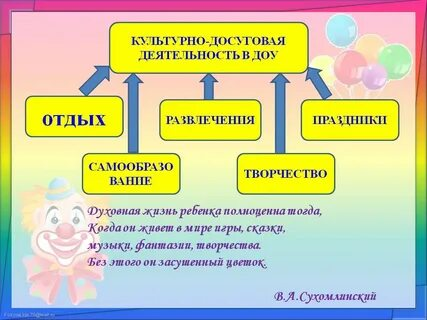 КУЛЬТУРНО-ДОСУГОВАЯ
ДЕЯТЕЛЬНОСТЬ В ДОУ
ОТДЫХ
РАЗВЛЕЧЕНИЯ
ПРАЗДНИКИ
САМООБРАЗО
ВАНИЕ
ТВОРЧЕСТВО
Духовная жизнь ребенка полноценна тогда,
Когда он живет в мире игры, сказки,
музыки, фантазии, творчества.
Без этого он засушенный цветок.
В.А.Сухомлинский